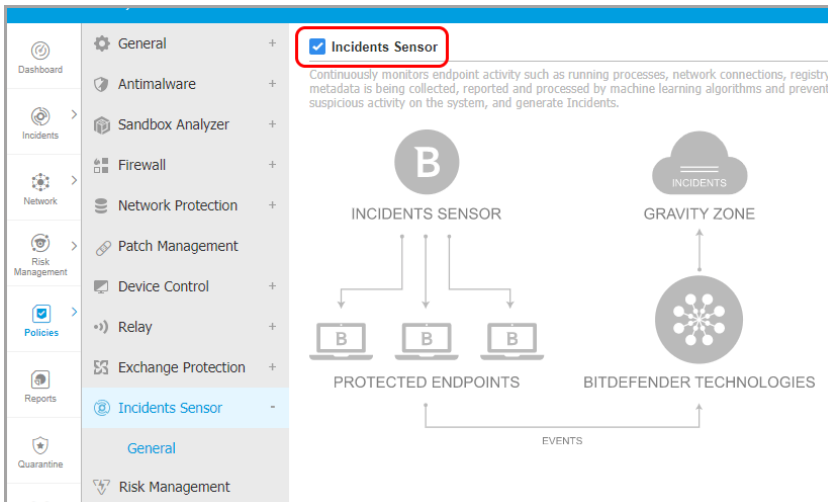 Dashboard
Incidents
Network
Risk
Management
Policies
Reports
Quarantine
General
Antimalware
Sandbox Analyzer
Firewall
Network Protection
Patch Management
Device Control
Relay
Exchange Protection
Incidents Sensor
General
Risk Management
Incidents Sensor
Continuously monitors endpoint activity such as running processes, network connections, registry
metadata is being collected, reported and processed by machine learning algorithms and prevent
suspicious activity on the system, and generate Incidents.
B
INCIDENTS SENSOR
INCIDENTS
GRAVITY ZONE
B
B
B
PROTECTED ENDPOINTS
BITDEFENDER TECHNOLOGIES
EVENTS